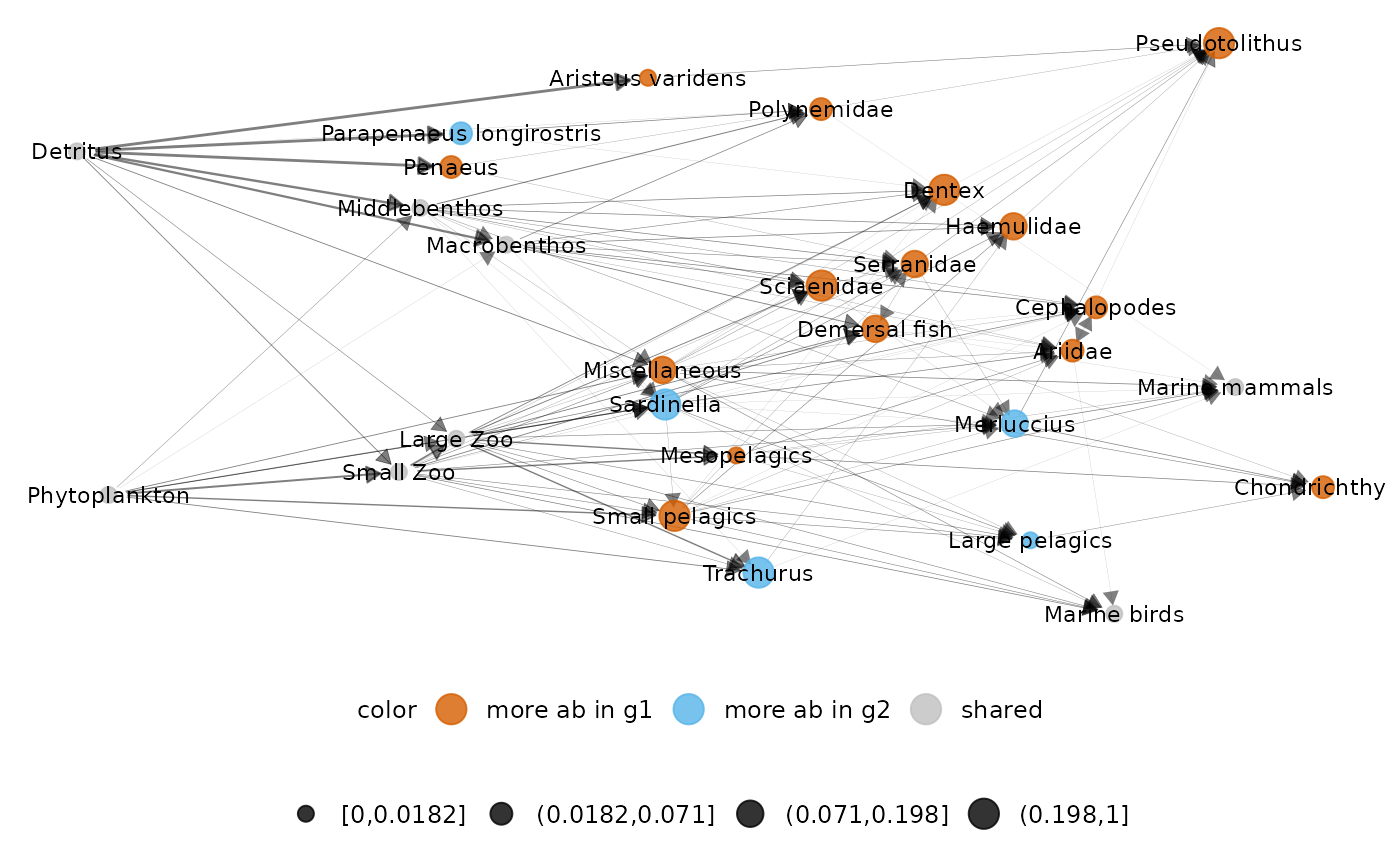 Pseudotolithus
Aristeus varidens
Polynemidae
Parapenaeus longirostris
Detritus
Penaeus
Dentex
Middlebenthos
Haemulidae
Macrobenthos
Serranidae
Sciaenidae
Cephalopodes
Demersal fish
Ariidae
Miscellaneous
Marine mammals
Sardinella
Merluccius
Large Zoo
Mesopelagics
Small Zoo
Chondrichthy
Phytoplankton
Small pelagics
Large pelagics
Trachurus
Marine birds
color more ab in g1 more ab in g2 shared
[0,0.0182] (0.0182,0.071] (0.071,0.198] (0.198,1]